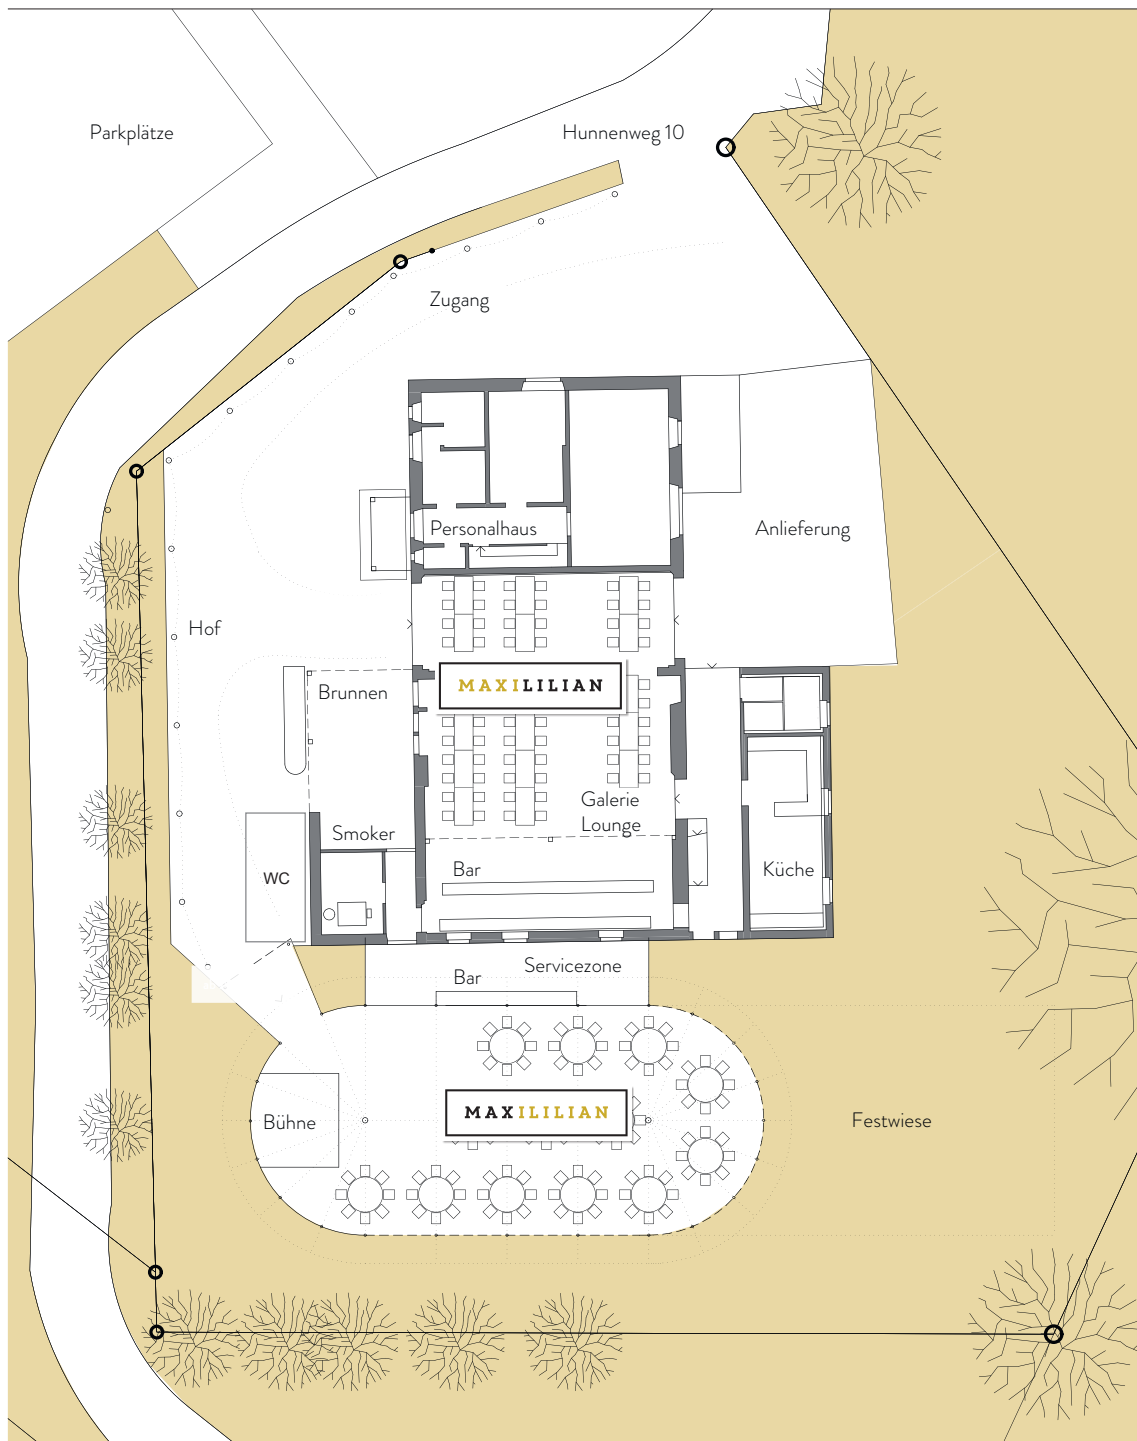 Parkplätze
Hunnenweg 10
Zugang
Personalhaus
Anlieferung
Hof
MAXILILIAN
Brunnen
Galerie
Lounge
Smoker
Bar
Küche
WC
Servicezone
Bar
MAXILILIAN
Bühne
Festwiese